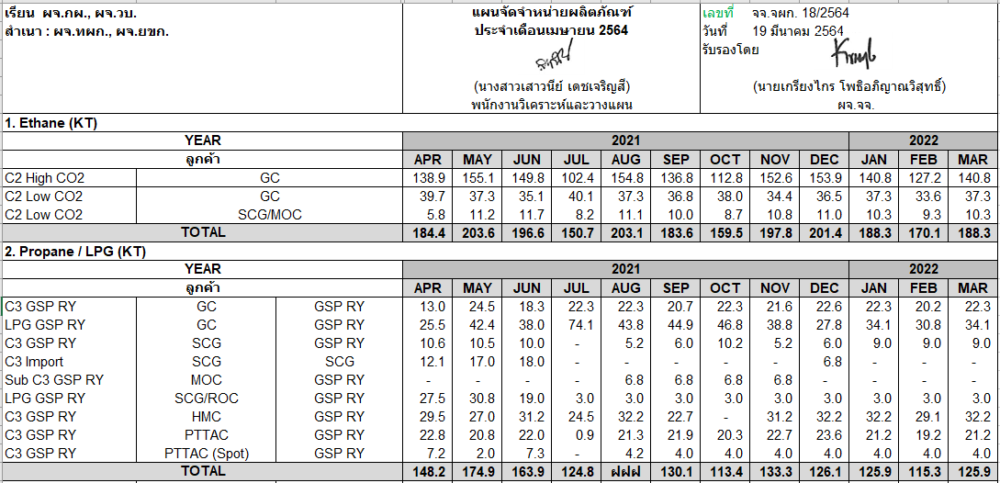 เรียน ผจ.กผ., ผจ.วบ.
สำเนา : ผจ.ทผก., ผจ.ยขก.
แผนจัดจำหน่ายผลิตภัณฑ์
ประจำเดือนเมษายน 2564
(นางสาวเสาวนีย์ เดชเจริญสี)
พนักงานวิเคราะห์และวางแผน
เลขที่ จจ.จผก. 18/2564
วันที่ 19 มีนาคม 2564
รับรองโดย
(นายเกรียงไกร โพธิอภิญาณวิสุทธิ์)
ผจ.จจ.
1. Ethane (KT)
YEAR 2021 2022
ลูกค้า APR MAY JUN JUL AUG SEP OCT NOV DEC JAN FEB MAR
C2 High CO2 GC 138.9 155.1 149.8 102.4 154.8 136.8 112.8 152.6 153.9 140.8 127.2 140.8
C2 Low CO2 GC 39.7 37.3 35.1 40.1 37.3 36.8 38.0 34.4 36.5 37.3 33.6 37.3
C2 Low CO2 SCG/MOC 5.8 11.2 11.7 8.2 11.1 10.0 8.7 10.8 11.0 10.3 9.3 10.3
TOTAL 184.4 203.6 196.6 150.7 203.1 183.6 159.5 197.8 201.4 188.3 170.1 188.3
2. Propane / LPG (KT)
YEAR 2021 2022
ลูกค้า APR MAY JUN JUL AUG SEP OCT NOV DEC JAN FEB MAR
C3 GSP RY GC GSP RY 13.0 24.5 18.3 22.3 22.3 20.7 22.3 21.6 22.6 22.3 20.2 22.3
LPG GSP RY GC GSP RY 25.5 42.4 38.0 74.1 43.8 44.9 46.8 38.8 27.8 34.1 30.8 34.1
C3 GSP RY SCG GSP RY 10.6 10.5 10.0 - 5.2 6.0 10.2 5.2 6.0 9.0 9.0 9.0
C3 Import SCG SCG 12.1 17.0 18.0 - - - - - 6.8 - - -
Sub C3 GSP RY MOC GSP RY - - - - 6.8 6.8 6.8 6.8 - - - -
LPG GSP RY SCG/ROC GSP RY 27.5 30.8 19.0 3.0 3.0 3.0 3.0 3.0 3.0 3.0 3.0 3.0
C3 GSP RY HMC GSP RY 29.5 27.0 31.2 24.5 32.2 22.7 - 31.2 32.2 32.2 29.1 32.2
C3 GSP RY PTTAC GSP RY 22.8 20.8 22.0 0.9 21.3 21.9 20.3 22.7 23.6 21.2 19.2 21.2
C3 GSP RY PTTAC (Spot) GSP RY 7.2 2.0 7.3 - 4.2 4.0 4.0 4.0 4.0 4.0 4.0 4.0
TOTAL 148.2 174.9 163.9 124.8 ฝฝฝ 130.1 113.4 133.3 126.1 125.9 115.3 125.9